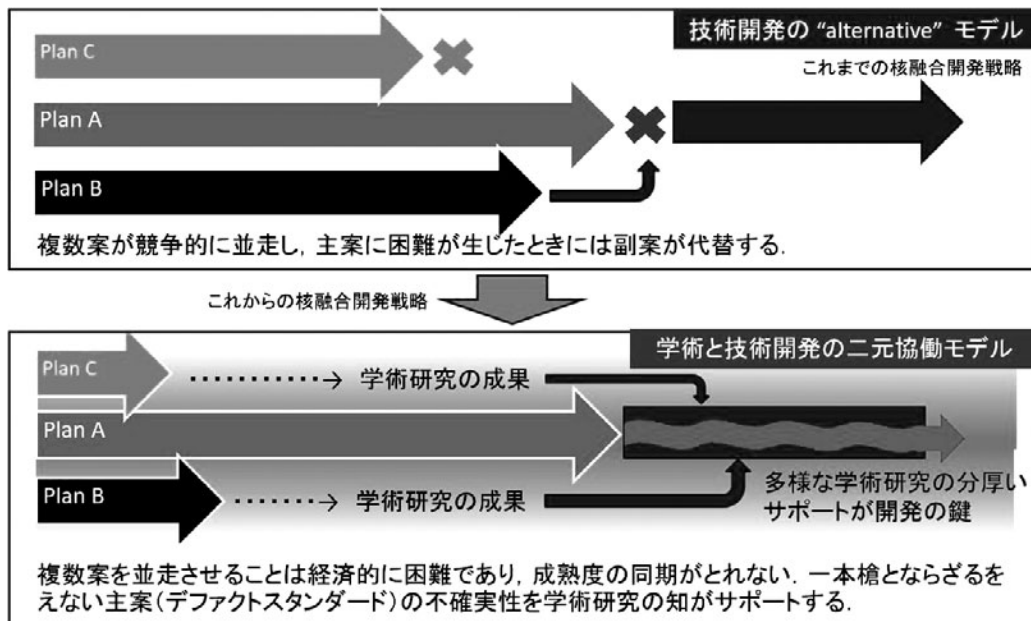 技術開発の “alternative” モデル
Plan C
これまでの核融合開発戦略
Plan A
Plan B
複数案が競争的に並走し, 主案に困難が生じたときには副案が代替する.
これからの核融合開発戦略
学術と技術開発の二元協働モデル
Plan C
学術研究の成果
Plan A
Plan B
学術研究の成果
多様な学術研究の分厚い
サポートが開発の鍵
複数案を並走させることは経済的に困難であり, 成熟度の同期がとれない. 一本槍とならざるを
えない主案(デファクトスタンダード)の不確実性を学術研究の知がサポートする.